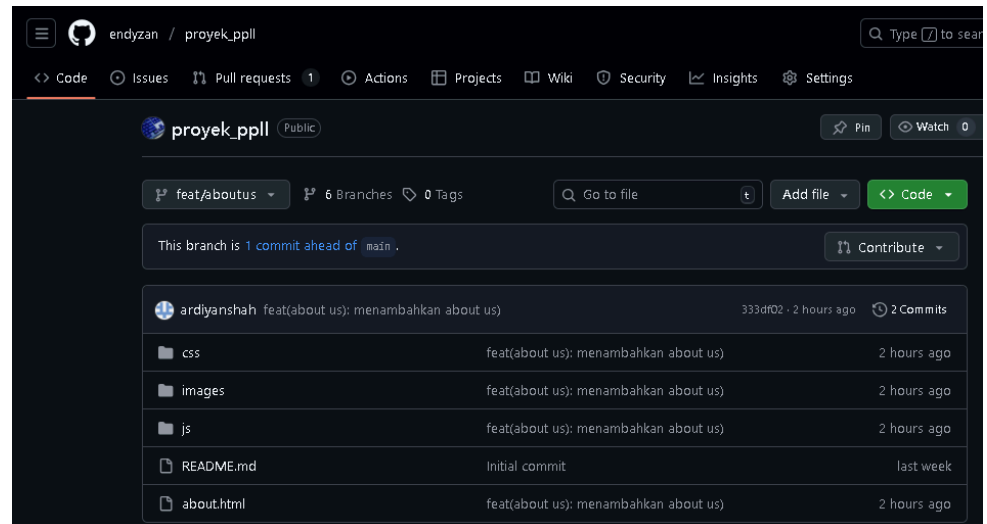 endyzan / proyek_ppll
Type / to sear
Code Issues Pull requests 1 Actions Projects Wiki Security Insights Settings
proyek_ppll Public
Pin Watch 0
feat/aboutus 6 Branches 0 Tags Go to file t Add file Code
This branch is 1 commit ahead of main .
Contribute
ardiyanshah feat(about us): menambahkan about us) 333df02 · 2 hours ago 2 Commits
css feat(about us): menambahkan about us) 2 hours ago
images feat(about us): menambahkan about us) 2 hours ago
js feat(about us): menambahkan about us) 2 hours ago
README.md Initial commit last week
about.html feat(about us): menambahkan about us) 2 hours ago